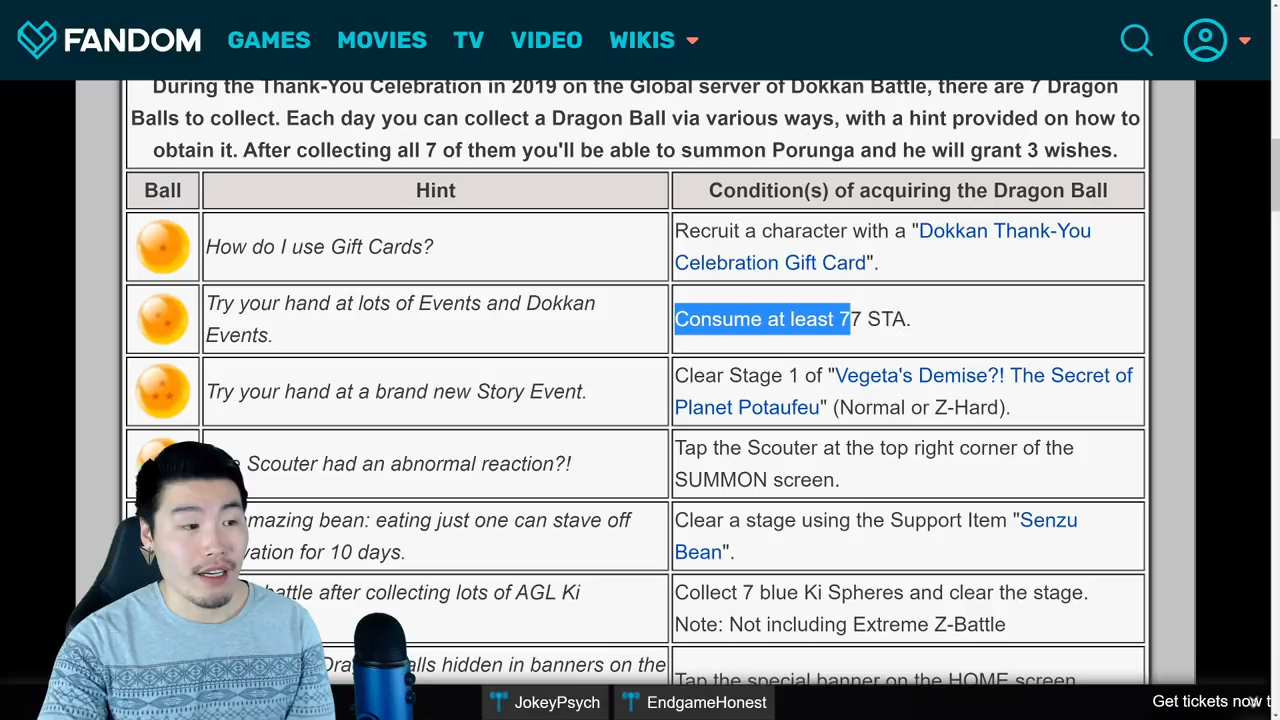 FANDOM GAMES MOVIES TV VIDEO WIKIS
During the Thank-You Celebration in 2019 on the Global server of Dokkan Battle, there are 7 Dragon
Balls to collect. Each day you can collect a Dragon Ball via various ways, with a hint provided on how to
obtain it. After collecting all 7 of them you'll be able to summon Porunga and he will grant 3 wishes.
Ball Hint Condition(s) of acquiring the Dragon Ball
How do I use Gift Cards?
Recruit a character with a "Dokkan Thank-You
Celebration Gift Card".
Try your hand at lots of Events and Dokkan
Events.
Consume at least 77 STA.
Try your hand at a brand new Story Event.
Clear Stage 1 of "Vegeta's Demise?! The Secret of
Planet Potaufeu" (Normal or Z-Hard).
Scouter had an abnormal reaction?!
Tap the Scouter at the top right corner of the
SUMMON screen.
mazing bean: eating just one can stave off
vation for 10 days.
Clear a stage using the Support Item "Senzu
Bean".
battle after collecting lots of AGL Ki
Collect 7 blue Ki Spheres and clear the stage.
Note: Not including Extreme Z-Battle
hidden in banners on the
Tap the special banner on the HOME screen
JokeyPsych EndgameHonest
Get tickets now